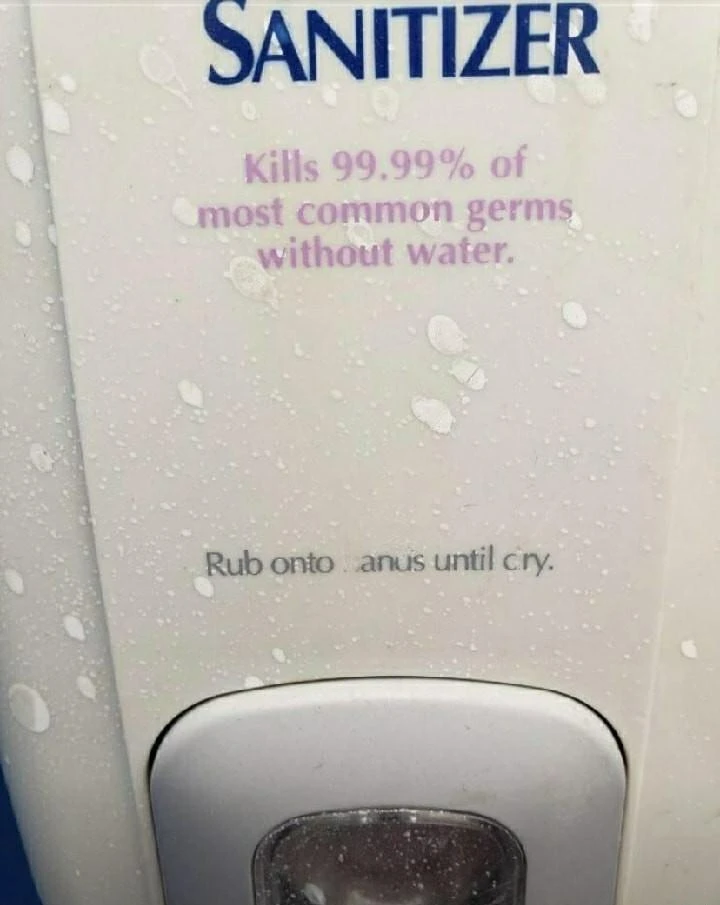 SANITIZER
Kills 99.99% of
most common germs
without water.
Rub onto anus until cry.